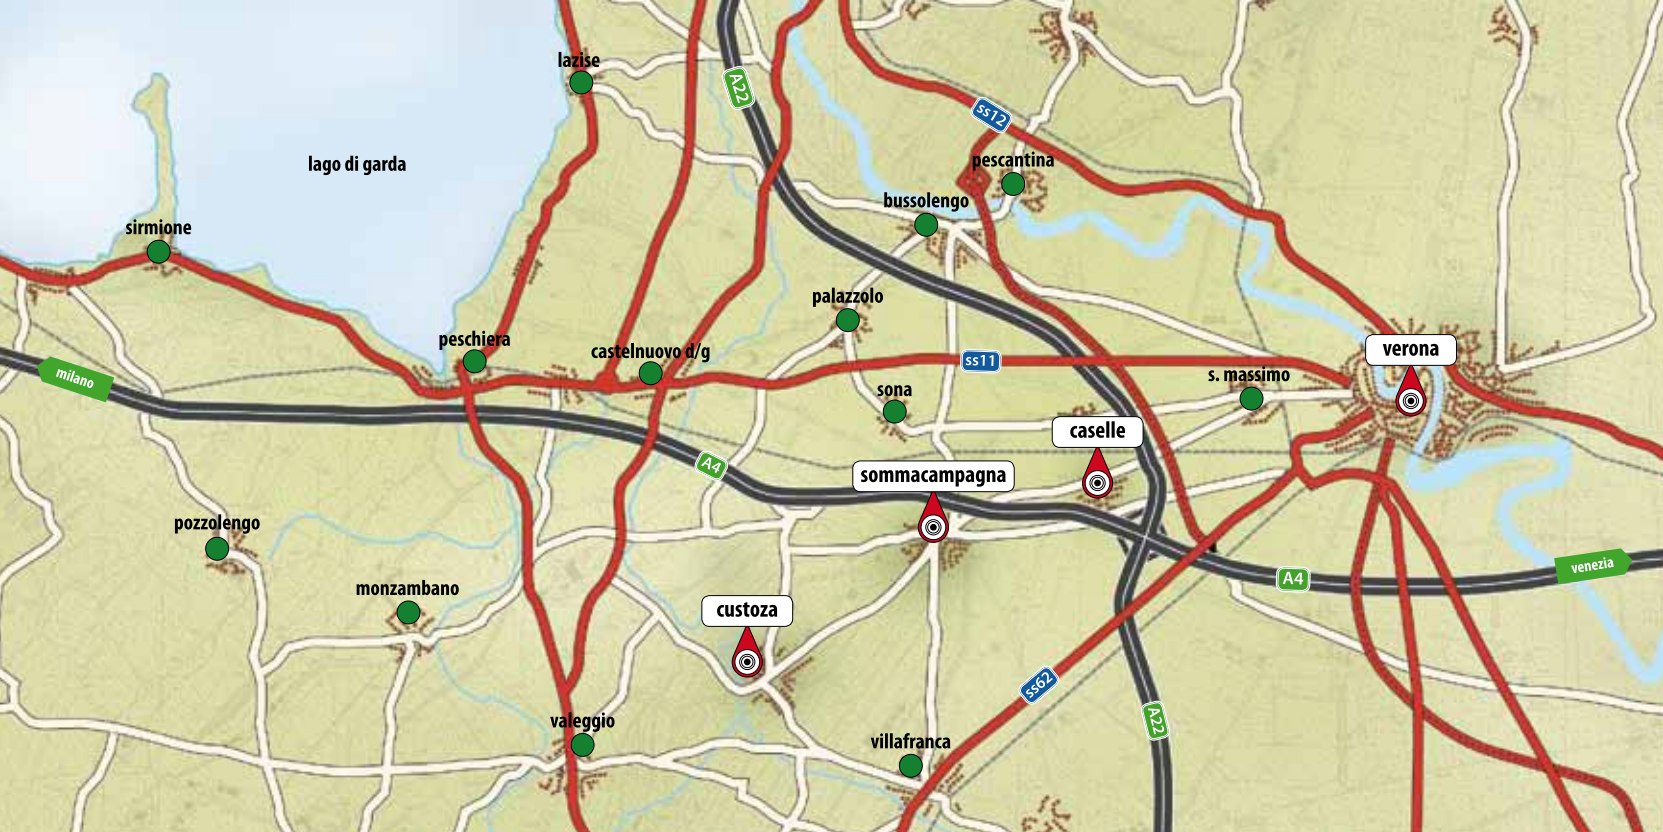 lazise
A22
ss12
lago di garda
pescantina
bussolengo
sirmione
palazzolo
peschiera
castelnuovo d/g
ss11
verona
milano
sona
s. massimo
caselle
A4
sommacampagna
pozzolengo
venezia
A4
monzambano
custoza
ss62
valeggio
A22
villafranca